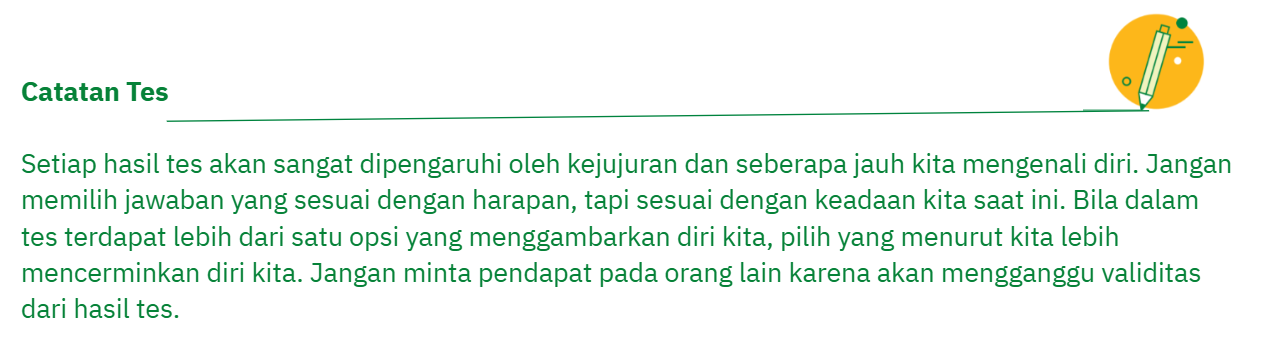 Catatan Tes
Setiap hasil tes akan sangat dipengaruhi oleh kejujuran dan seberapa jauh kita mengenali diri. Jangan
memilih jawaban yang sesuai dengan harapan, tapi sesuai dengan keadaan kita saat ini. Bila dalam
tes terdapat lebih dari satu opsi yang menggambarkan diri kita, pilih yang menurut kita lebih
mencerminkan diri kita. Jangan minta pendapat pada orang lain karena akan mengganggu validitas
dari hasil tes.